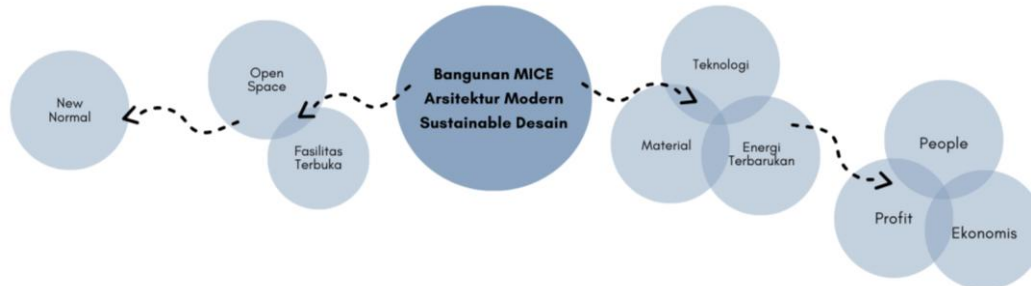 New
Normal
Open
Space
Fasilitas
Terbuka
Bangunan MICE
Arsitektur Modern
Sustainable Desain
Teknologi
Material
Energi
Terbarukan
People
Profit
Ekonomis